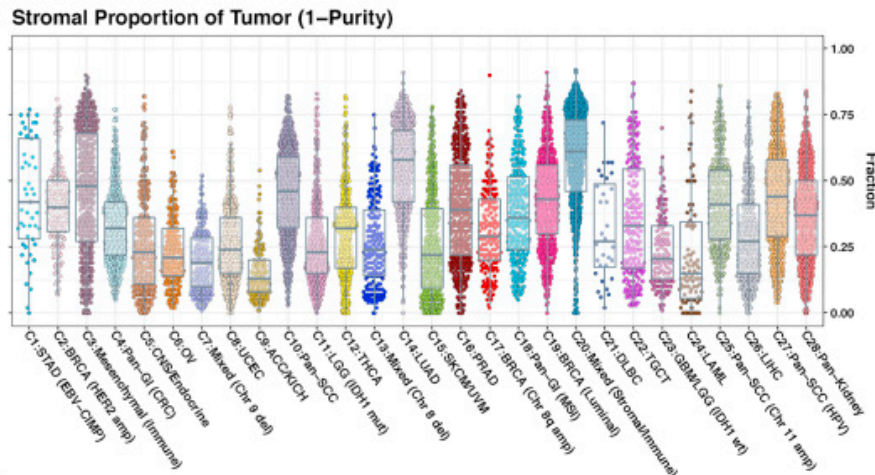 Stromal Proportion of Tumor (1−Purity)
1.00
0.75
0.50
0.25
0.00
Fraction
C1:STAD (EBV−CIMP)
C2:BRCA (HER2 amp)
C3:Mesenchymal (Immune)
C4:Pan−GI (CRC)
C5:CNS/Endocrine
C6:OV
C7:Mixed (Chr 9 del)
C8:UCEC
C9:ACC/KICH
C10:Pan−SCC
C11:LGG (IDH1 mut)
C12:THCA
C13:Mixed (Chr 8 del)
C14:LUAD
C15:SKCM/UVM
C16:PRAD
C17:BRCA (Chr 8q amp)
C18:Pan−GI (MSI)
C19:BRCA (Luminal)
C20:Mixed (Stromal/Immune)
C21:DLBC
C22:TGCT
C23:GBM/LGG (IDH1 wt)
C24:LAML
C25:Pan−SCC (Chr 11 amp)
C26:LIHC
C27:Pan−SCC (HPV)
C28:Pan−Kidney